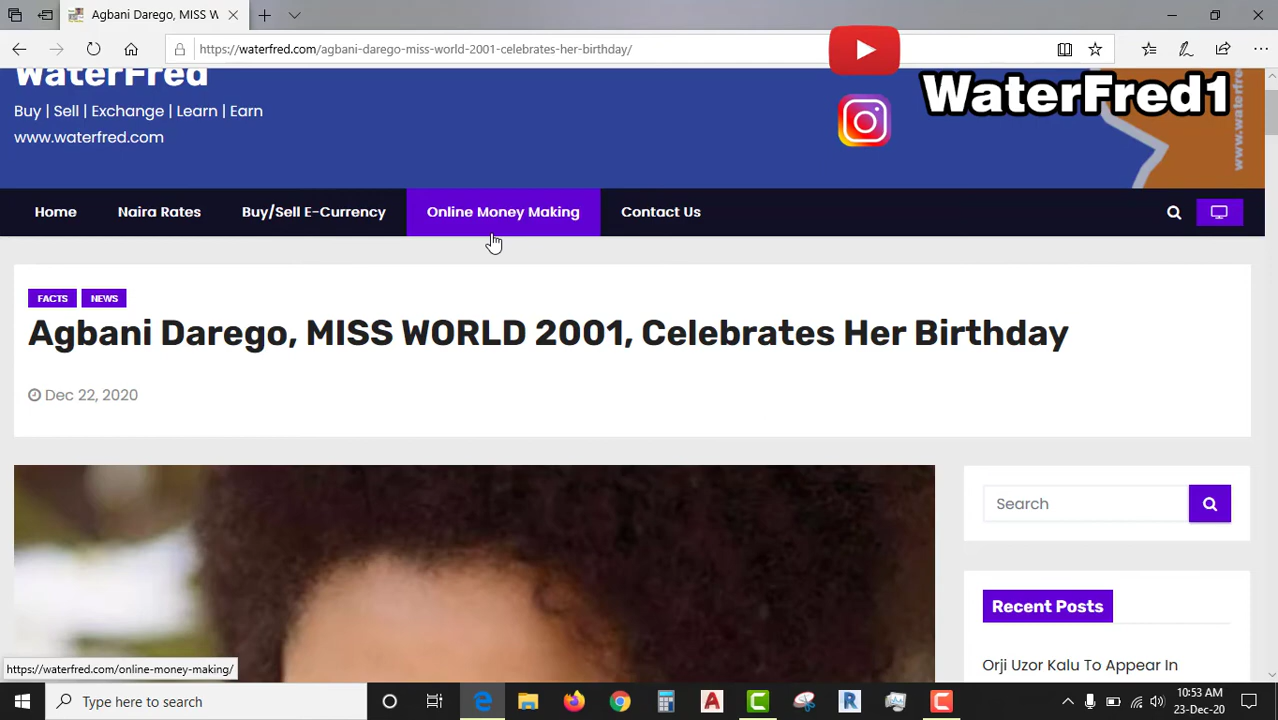 Agbani Darego, MISS W
https://waterfred.com/agbani-darego-miss-world-2001-celebrates-her-birthday/
WaterFred
WaterFred1
Buy | Sell | Exchange | Learn | Earn
www.waterfred.com
www.waterfre
Home Naira Rates Buy/Sell E-Currency Online Money Making Contact Us
FACTS NEWS
Agbani Darego, MISS WORLD 2001, Celebrates Her Birthday
Dec 22, 2020
Search
Recent Posts
Orji Uzor Kalu To Appear In
https://waterfred.com/online-money-making/
Type here to search
10:53 AM
23-Dec-20